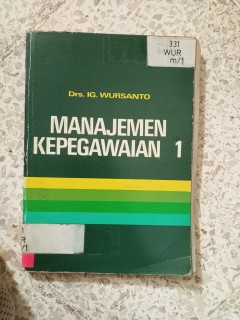 331
WUR
m/1
Drs. IG. WURSANTO
MANAJEMEN
KEPEGAWAIAN 1